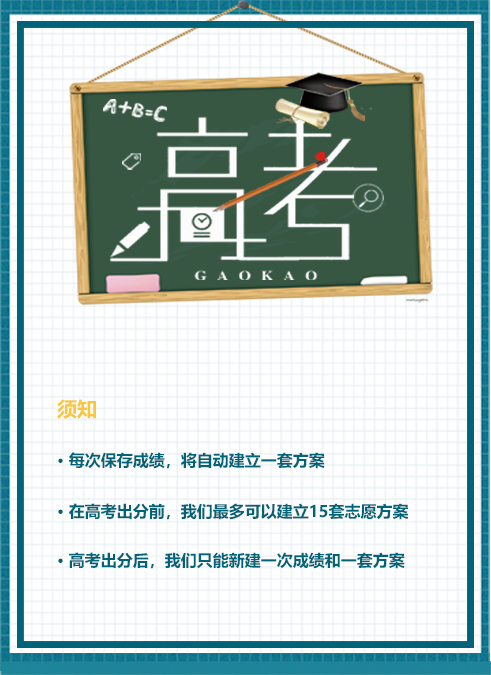 A+B=C
高考
GAOKAO
须知
• 每次保存成绩，将自动建立一套方案
• 在高考出分前，我们最多可以建立15套志愿方案
• 高考出分后，我们只能新建一次成绩和一套方案